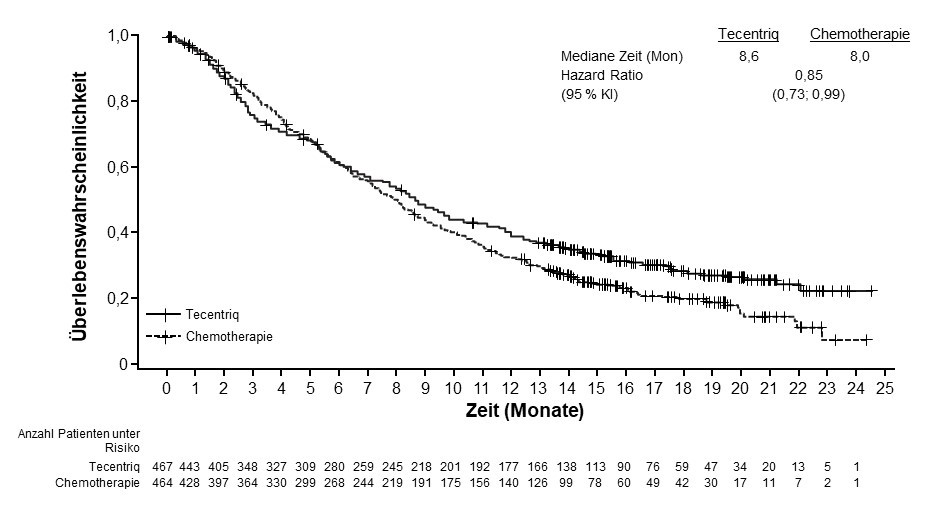 Tecentriq Chemotherapie
Mediane Zeit (Mon) 8,6 8,0
Hazard Ratio 0,85
(95 % KI) (0,73; 0,99)
Überlebenswahrscheinlichkeit
1,0
0,8
0,6
0,4
0,2
0
Tecentriq
Chemotherapie
0 1 2 3 4 5 6 7 8 9 10 11 12 13 14 15 16 17 18 19 20 21 22 23 24 25
Zeit (Monate)
Anzahl Patienten unter
Risiko
Tecentriq 467 443 405 348 327 309 280 259 245 218 201 192 177 166 138 113 90 76 59 47 34 20 13 5 1
Chemotherapie 464 428 397 364 330 299 268 244 219 191 175 156 140 126 99 78 60 49 42 30 17 11 7 2 1